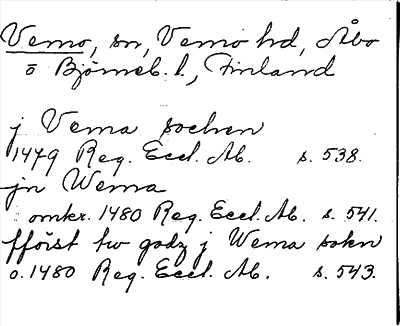 Vemo, sn, Vemo hd, Åbo
o Björneb. l., Finland
j Vema sochen
1479 Reg. Eccl. Ab. s. 538.
jn Wema
omkr. 1480 Reg. Eccl. Ab. s. 541.
fförst tw godz j Wema sokn
o. 1480 Reg. Eccl. Ab. s. 543.